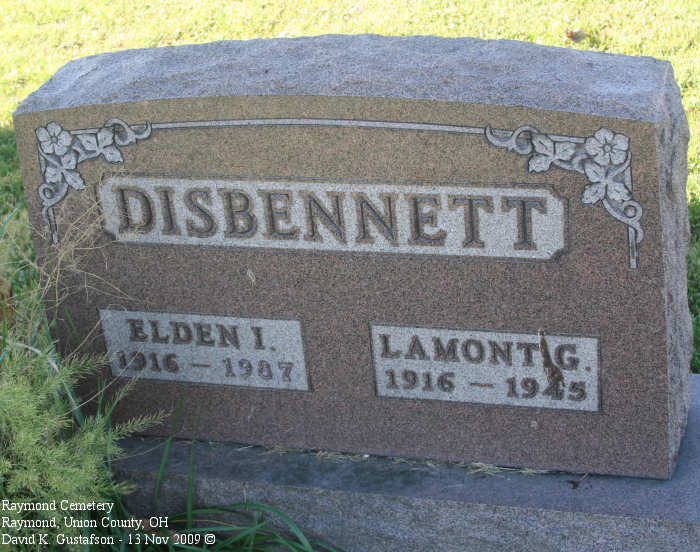 DISBENNETT
ELDEN I.
1916 – 1987
LAMONT G.
1916 – 1945
Raymond Cemetery
Raymond, Union County, OH
David K. Gustafson - 13 Nov 2009 ©